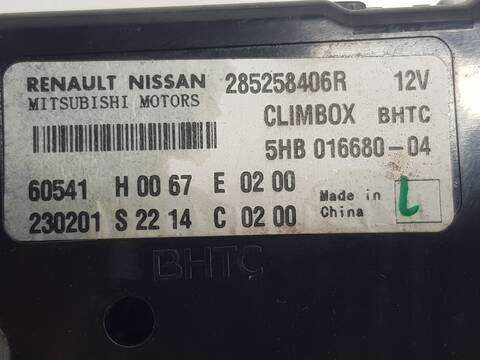 RENAULT NISSAN 285258406R 12V
MITSUBISHI MOTORS CLIMBOX BHTC
5HB 016680-04
60541 H 00 67 E 02 00
230201 S 22 14 C 02 00
Made in China L
BHTC